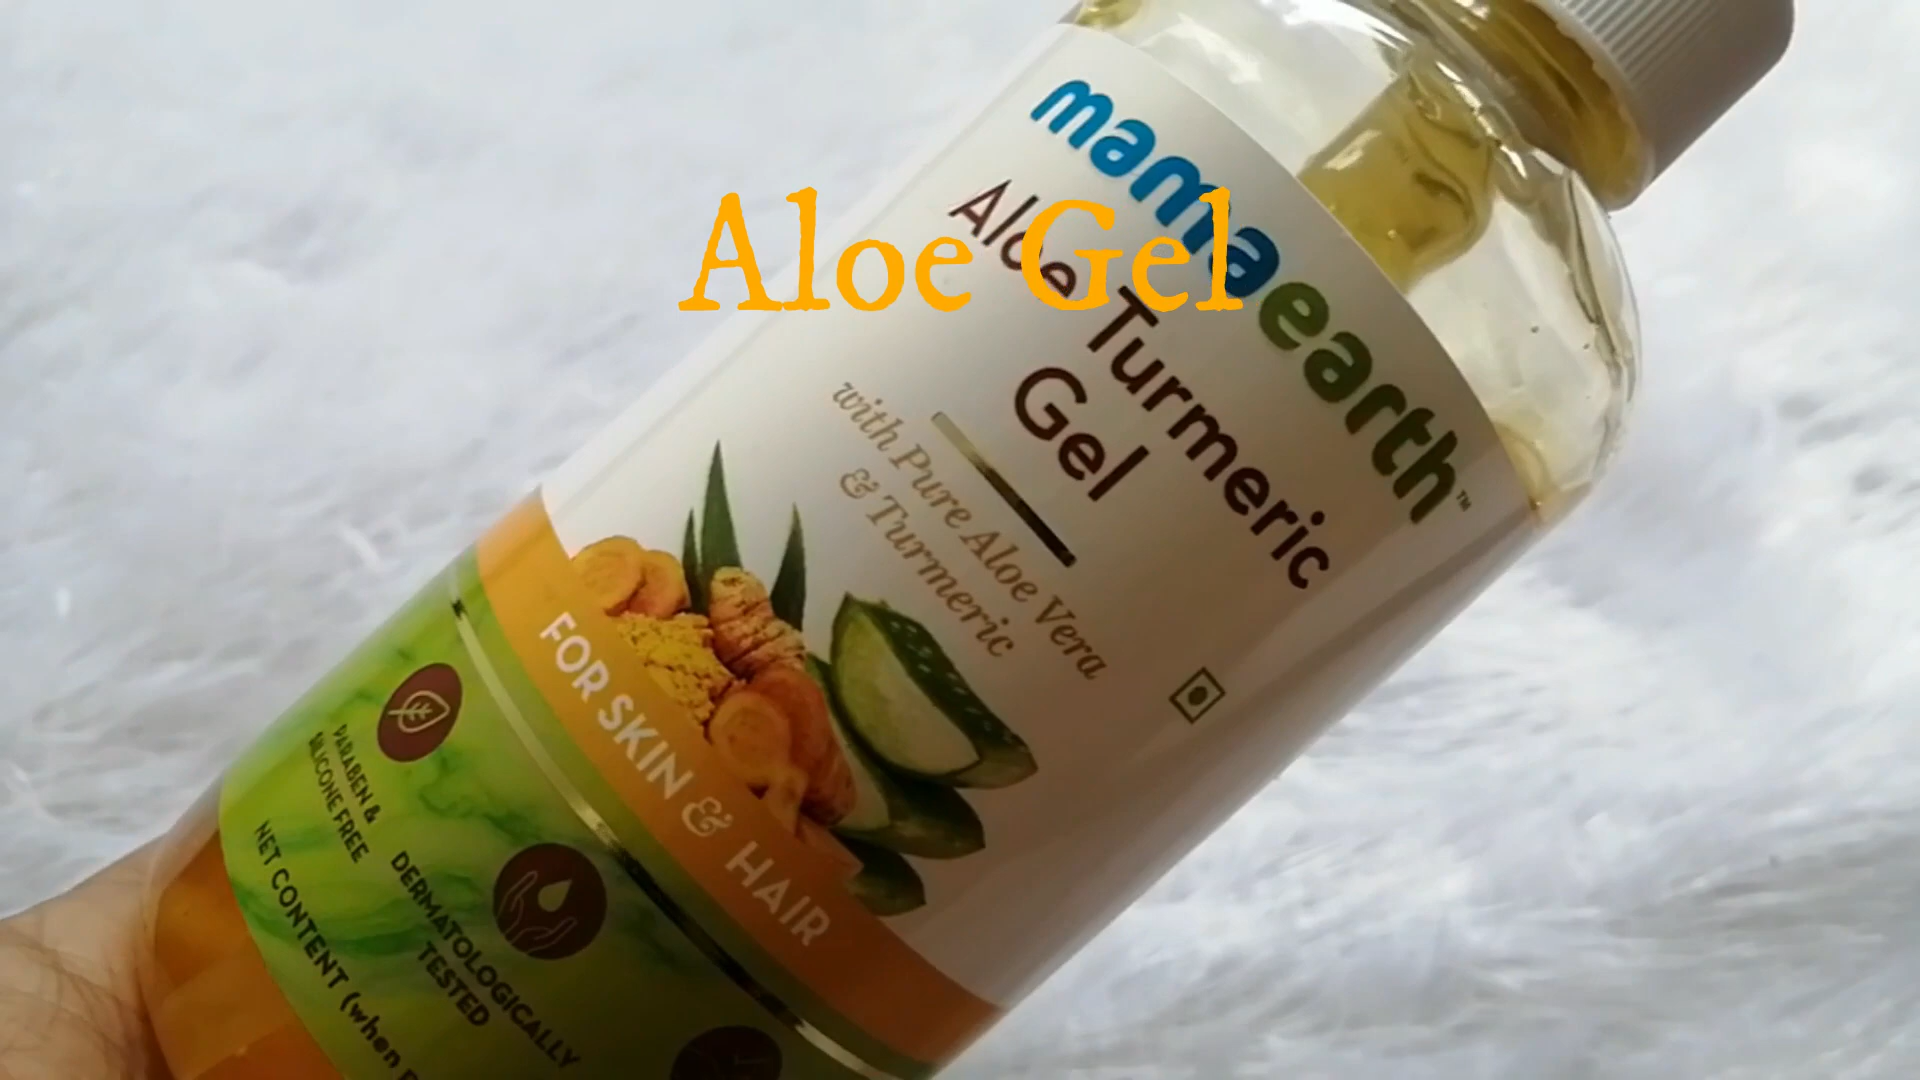 mamaearth™
Aloe Gel
Aloe Turmeric
Gel
with Pure Aloe Vera
& Turmeric
FOR SKIN & HAIR
PARABEN &
SILICONE FREE
DERMATOLOGICALLY
TESTED
NET CONTENT (when